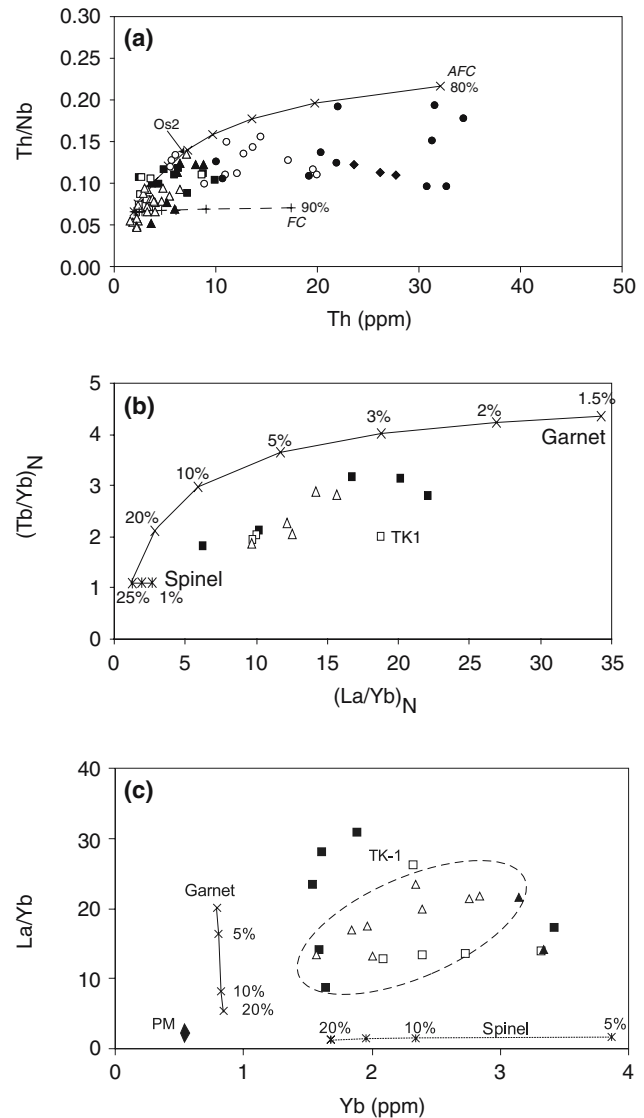 (a)
0.30
0.25
0.20
0.15
0.10
0.05
0.00
Th/Nb
Os2
AFC
80%
90%
FC
0 10 20 30 40 50
Th (ppm)
(b)
5
4
3
2
1
0
(Tb/Yb)N
20%
10%
5%
3%
2%
1.5%
Garnet
TK1
Spinel
25% 1%
0 5 10 15 20 25 30 35
(La/Yb)N
(c)
40
30
20
10
0
La/Yb
TK-1
Garnet
5%
10%
20%
PM
20% 10% Spinel 5%
0 1 2 3 4
Yb (ppm)